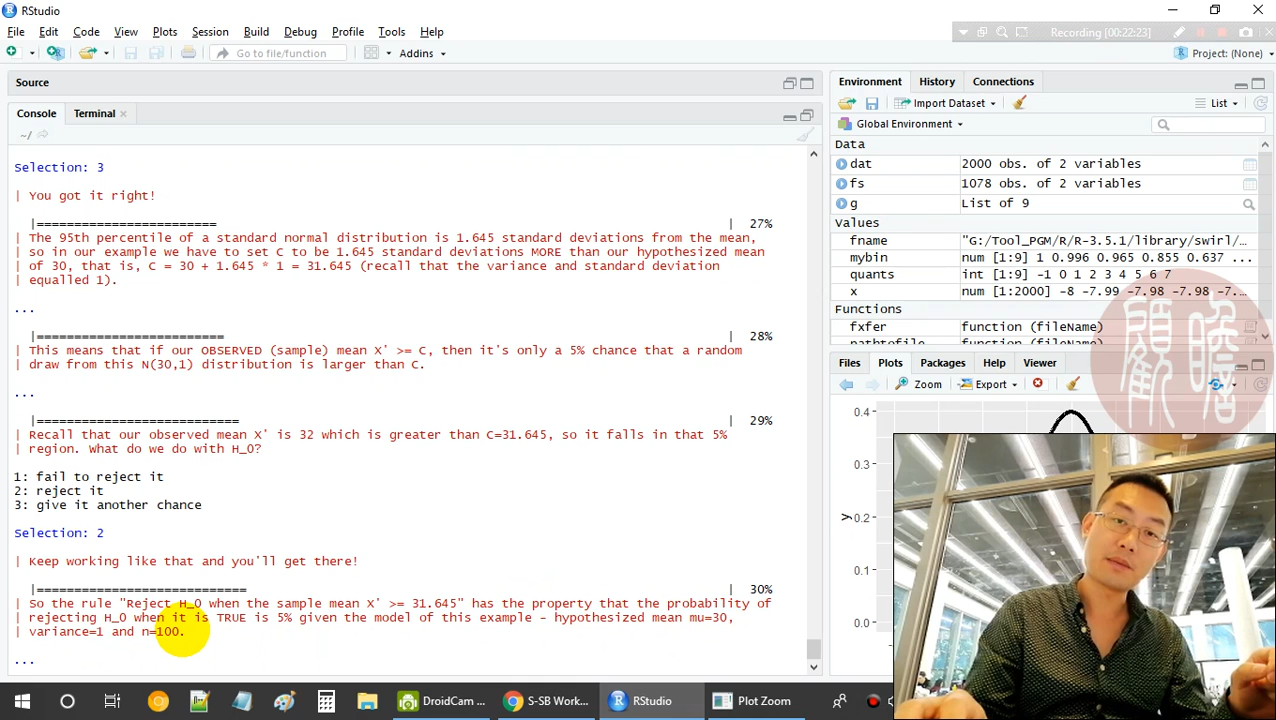 RStudio
File Edit Code View Plots Session Build Debug Profile Tools Help
Recording [00:22:23]
Go to file/function
Addins
Project: (None)
Source
Console Terminal
~/
Selection: 3
| You got it right!
|======================== | 27%
| The 95th percentile of a standard normal distribution is 1.645 standard deviations from the mean,
| so in our example we have to set C to be 1.645 standard deviations MORE than our hypothesized mean
| of 30, that is, C = 30 + 1.645 * 1 = 31.645 (recall that the variance and standard deviation
| equalled 1).
...
|========================= | 28%
| This means that if our OBSERVED (sample) mean X' >= C, then it's only a 5% chance that a random
| draw from this N(30,1) distribution is larger than C.
...
|=========================== | 29%
| Recall that our observed mean X' is 32 which is greater than C=31.645, so it falls in that 5%
| region. What do we do with H_0?
1: fail to reject it
2: reject it
3: give it another chance
Selection: 2
| Keep working like that and you'll get there!
|============================ | 30%
| So the rule "Reject H_0 when the sample mean X' >= 31.645" has the property that the probability of
| rejecting H_0 when it is TRUE is 5% given the model of this example - hypothesized mean mu=30,
| variance=1 and n=100.
...
Environment History Connections
Import Dataset
List
Global Environment
Data
dat 2000 obs. of 2 variables
fs 1078 obs. of 2 variables
g List of 9
Values
fname "G:/Tool_PGM/R/R-3.5.1/library/swirl/…
mybin num [1:9] 1 0.996 0.965 0.855 0.637 ...
quants int [1:9] -1 0 1 2 3 4 5 6 7
x num [1:2000] -8 -7.99 -7.98 -7.98 -7.…
Functions
fxfer function (fileName)
顧瞻
Files Plots Packages Help Viewer
Zoom Export
0.4
0.3
0.2
0.1
0.0
y
DroidCam ...
S-SB Work...
RStudio
Plot Zoom